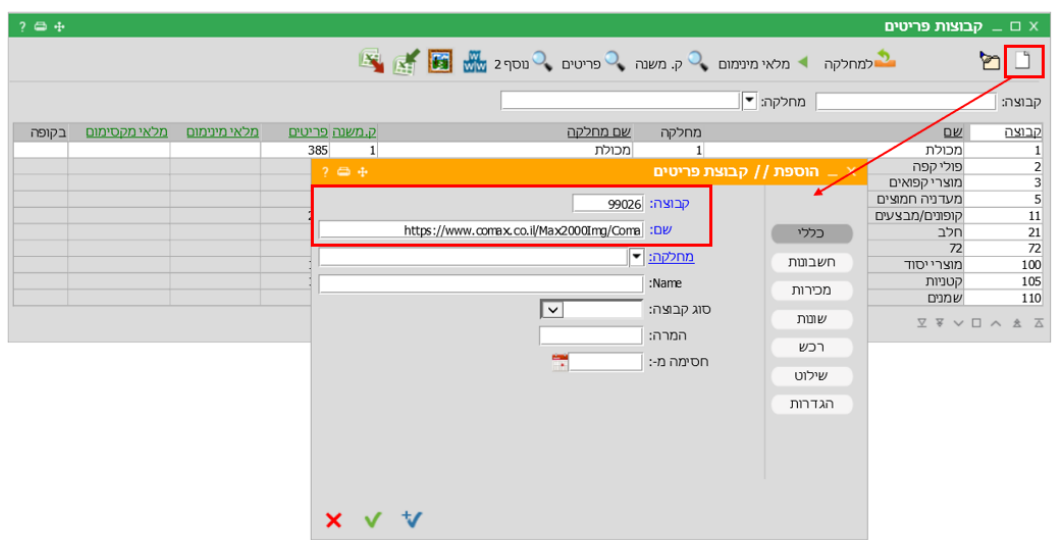 קבוצות פריטים
למחלקה מלאי מינימום ק. משנה פריטים נוסף 2
קבוצה: מחלקה:
קבוצה שם מחלקה שם מחלקה ק.משנה פריטים מלאי מינימום מלאי מקסימום בקופה
1 מכולת 1 מכולת 1 385
2 פולי קפה
3 מוצרי קפואים
5 מעדניה חמוצים
11 קופונים/מבצעים
21 חלב
72 72
100 מוצרי יסוד
105 קטניות
110 שמנים
הוספת // קבוצת פריטים
כללי
חשבונות
מכירות
שונות
רכש
שילוט
הגדרות
קבוצה: 99026
שם: https://www.comax.co.il/Max2000Img/Coma
מחלקה:
Name:
סוג קבוצה:
המרה:
חסימה מ-: